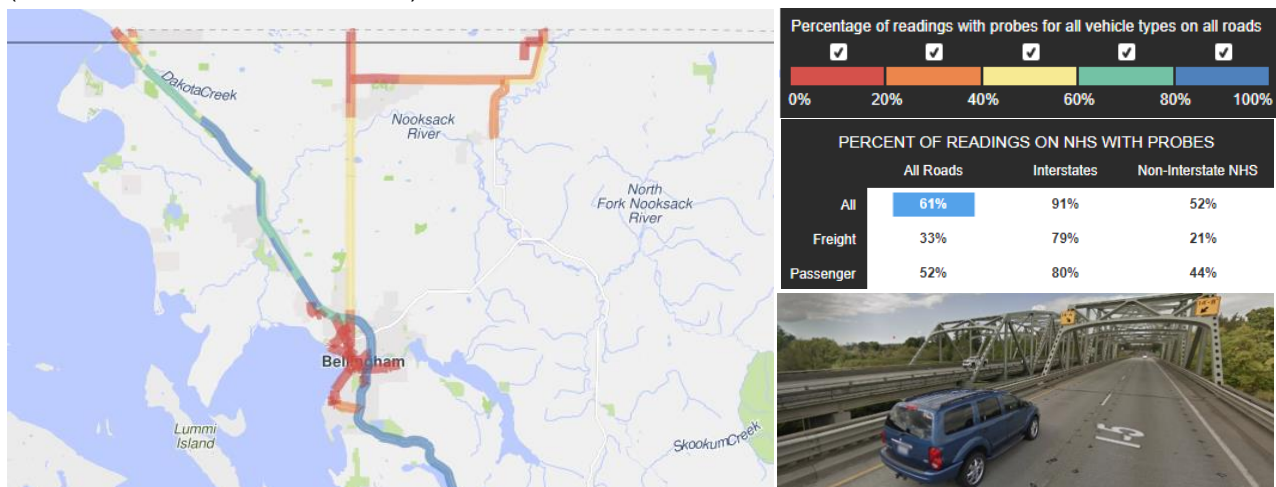 Dakota Creek
Nooksack
River
North
Fork Nooksack
River
Bellingham
Lummi
Island
Skookum Creek
Percentage of readings with probes for all vehicle types on all roads
0% 20% 40% 60% 80% 100%
PERCENT OF READINGS ON NHS WITH PROBES
All Roads Interstates Non-Interstate NHS
All 61% 91% 52%
Freight 33% 79% 21%
Passenger 52% 80% 44%
I-5